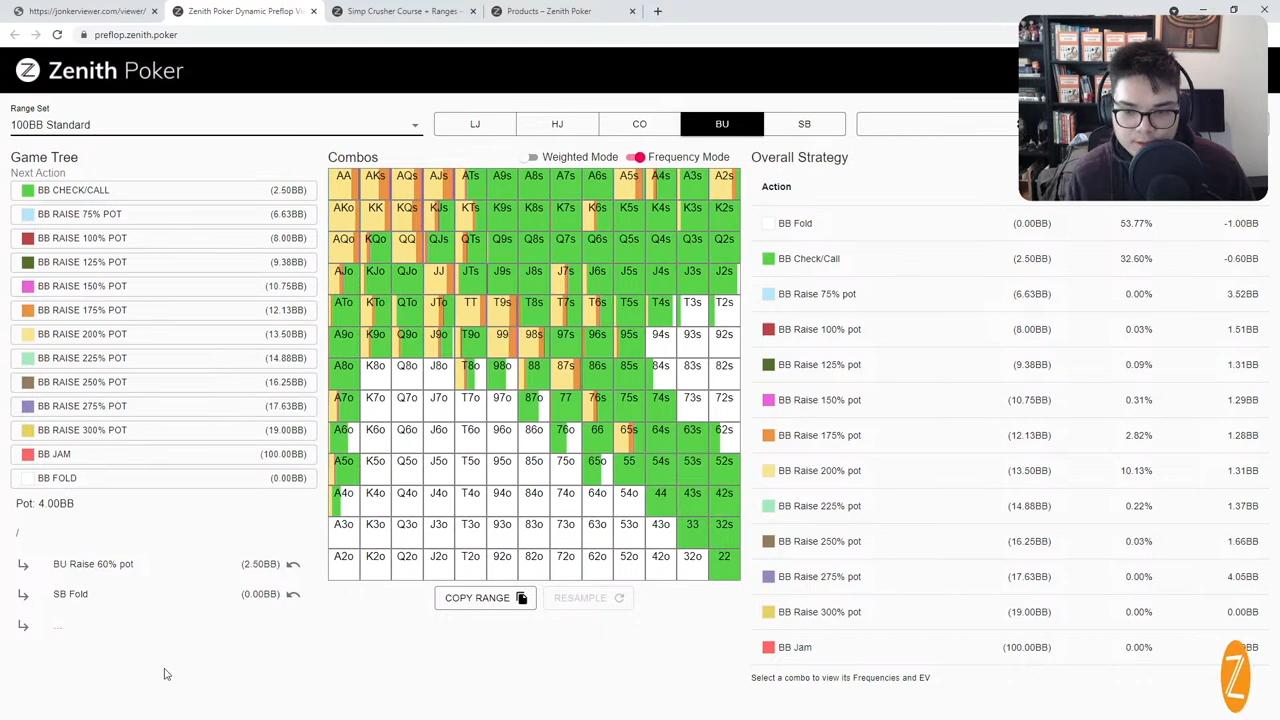 https://jonkerviewer.com/viewer/ Zenith Poker Dynamic Preflop Vi Simp Crusher Course + Ranges - Products – Zenith Poker
preflop.zenith.poker
Zenith Poker
Range Set
100BB Standard
LJ HJ CO BU SB
Game Tree
Next Action
BB CHECK/CALL (2.50BB)
BB RAISE 75% POT (6.63BB)
BB RAISE 100% POT (8.00BB)
BB RAISE 125% POT (9.38BB)
BB RAISE 150% POT (10.75BB)
BB RAISE 175% POT (12.13BB)
BB RAISE 200% POT (13.50BB)
BB RAISE 225% POT (14.88BB)
BB RAISE 250% POT (16.25BB)
BB RAISE 275% POT (17.63BB)
BB RAISE 300% POT (19.00BB)
BB JAM (100.00BB)
BB FOLD (0.00BB)
Pot: 4.00BB
/
BU Raise 60% pot (2.50BB)
SB Fold (0.00BB)
...
Combos
Weighted Mode Frequency Mode
AA AKs AQs AJs ATs A9s A8s A7s A6s A5s A4s A3s A2s
AKo KK KQs KJs KTs K9s K8s K7s K6s K5s K4s K3s K2s
AQo KQo QQ QJs QTs Q9s Q8s Q7s Q6s Q5s Q4s Q3s Q2s
AJo KJo QJo JJ JTs J9s J8s J7s J6s J5s J4s J3s J2s
ATo KTo QTo JTo TT T9s T8s T7s T6s T5s T4s T3s T2s
A9o K9o Q9o J9o T9o 99 98s 97s 96s 95s 94s 93s 92s
A8o K8o Q8o J8o T8o 98o 88 87s 86s 85s 84s 83s 82s
A7o K7o Q7o J7o T7o 97o 87o 77 76s 75s 74s 73s 72s
A6o K6o Q6o J6o T6o 96o 86o 76o 66 65s 64s 63s 62s
A5o K5o Q5o J5o T5o 95o 85o 75o 65o 55 54s 53s 52s
A4o K4o Q4o J4o T4o 94o 84o 74o 64o 54o 44 43s 42s
A3o K3o Q3o J3o T3o 93o 83o 73o 63o 53o 43o 33 32s
A2o K2o Q2o J2o T2o 92o 82o 72o 62o 52o 42o 32o 22
COPY RANGE RESAMPLE
Overall Strategy
Action
BB Fold (0.00BB) 53.77% -1.00BB
BB Check/Call (2.50BB) 32.60% -0.60BB
BB Raise 75% pot (6.63BB) 0.00% 3.52BB
BB Raise 100% pot (8.00BB) 0.03% 1.51BB
BB Raise 125% pot (9.38BB) 0.09% 1.31BB
BB Raise 150% pot (10.75BB) 0.31% 1.29BB
BB Raise 175% pot (12.13BB) 2.82% 1.28BB
BB Raise 200% pot (13.50BB) 10.13% 1.31BB
BB Raise 225% pot (14.88BB) 0.22% 1.37BB
BB Raise 250% pot (16.25BB) 0.03% 1.66BB
BB Raise 275% pot (17.63BB) 0.00% 4.05BB
BB Raise 300% pot (19.00BB) 0.00% 0.00BB
BB Jam (100.00BB) 0.00%
Select a combo to view its Frequencies and EV